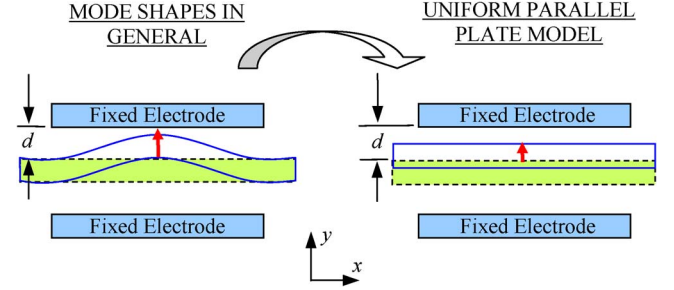 MODE SHAPES IN
GENERAL
UNIFORM PARALLEL
PLATE MODEL
Fixed Electrode
d
Fixed Electrode
Fixed Electrode
d
Fixed Electrode
y
x